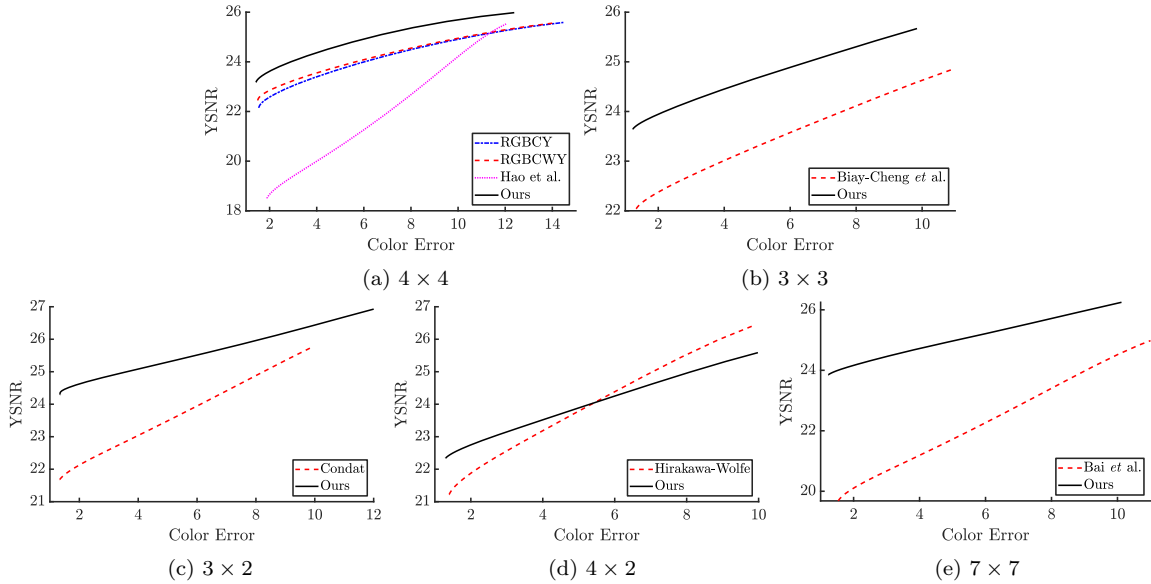 26
24
22
20
18
YSNR
2 4 6 8 10 12 14
Color Error
RGBCY
RGBCWY
Hao et al.
Ours
(a) 4 × 4
26
25
24
23
22
YSNR
2 4 6 8 10
Color Error
Biay-Cheng et al.
Ours
(b) 3 × 3
27
26
25
24
23
22
21
YSNR
2 4 6 8 10 12
Color Error
Condat
Ours
(c) 3 × 2
27
26
25
24
23
22
21
YSNR
2 4 6 8 10
Color Error
Hirakawa-Wolfe
Ours
(d) 4 × 2
26
24
22
20
YSNR
2 4 6 8 10
Color Error
Bai et al.
Ours
(e) 7 × 7